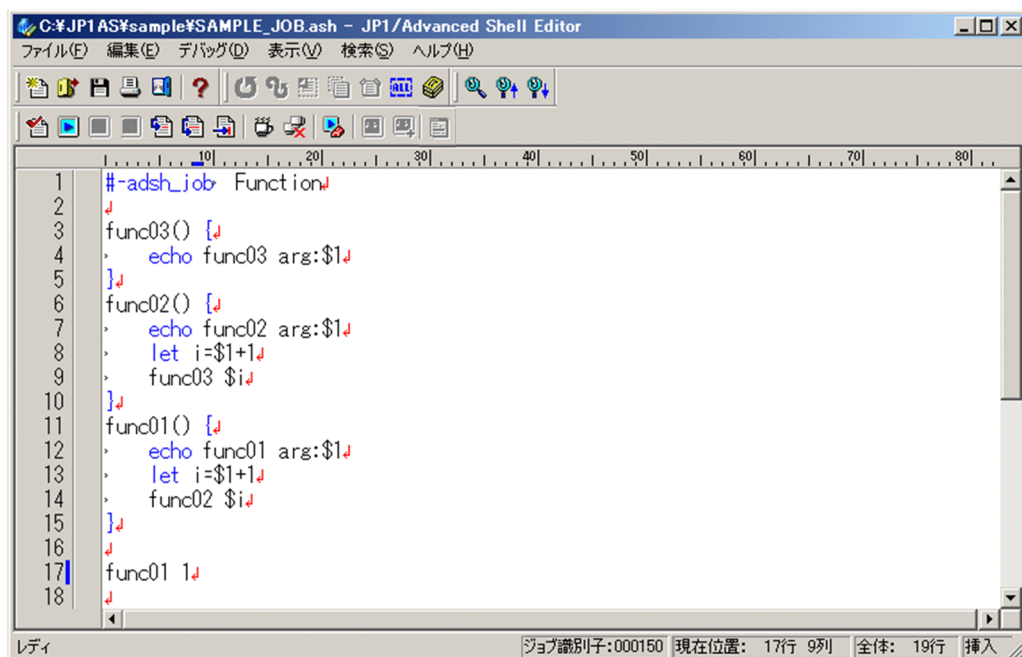 C:¥JP1AS¥sample¥SAMPLE_JOB.ash - JP1/Advanced Shell Editor
ファイル(F) 編集(E) デバッグ(D) 表示(V) 検索(S) ヘルプ(H)
ALL
10 20 30 40 50 60 70 80
1 #-adsh_job Function
2
3 func03() {
4 echo func03 arg:$1
5 }
6 func02() {
7 echo func02 arg:$1
8 let i=$1+1
9 func03 $i
10 }
11 func01() {
12 echo func01 arg:$1
13 let i=$1+1
14 func02 $i
15 }
16
17 func01 1
18
レディ ジョブ識別子:000150 現在位置: 17行 9列 全体: 19行 挿入